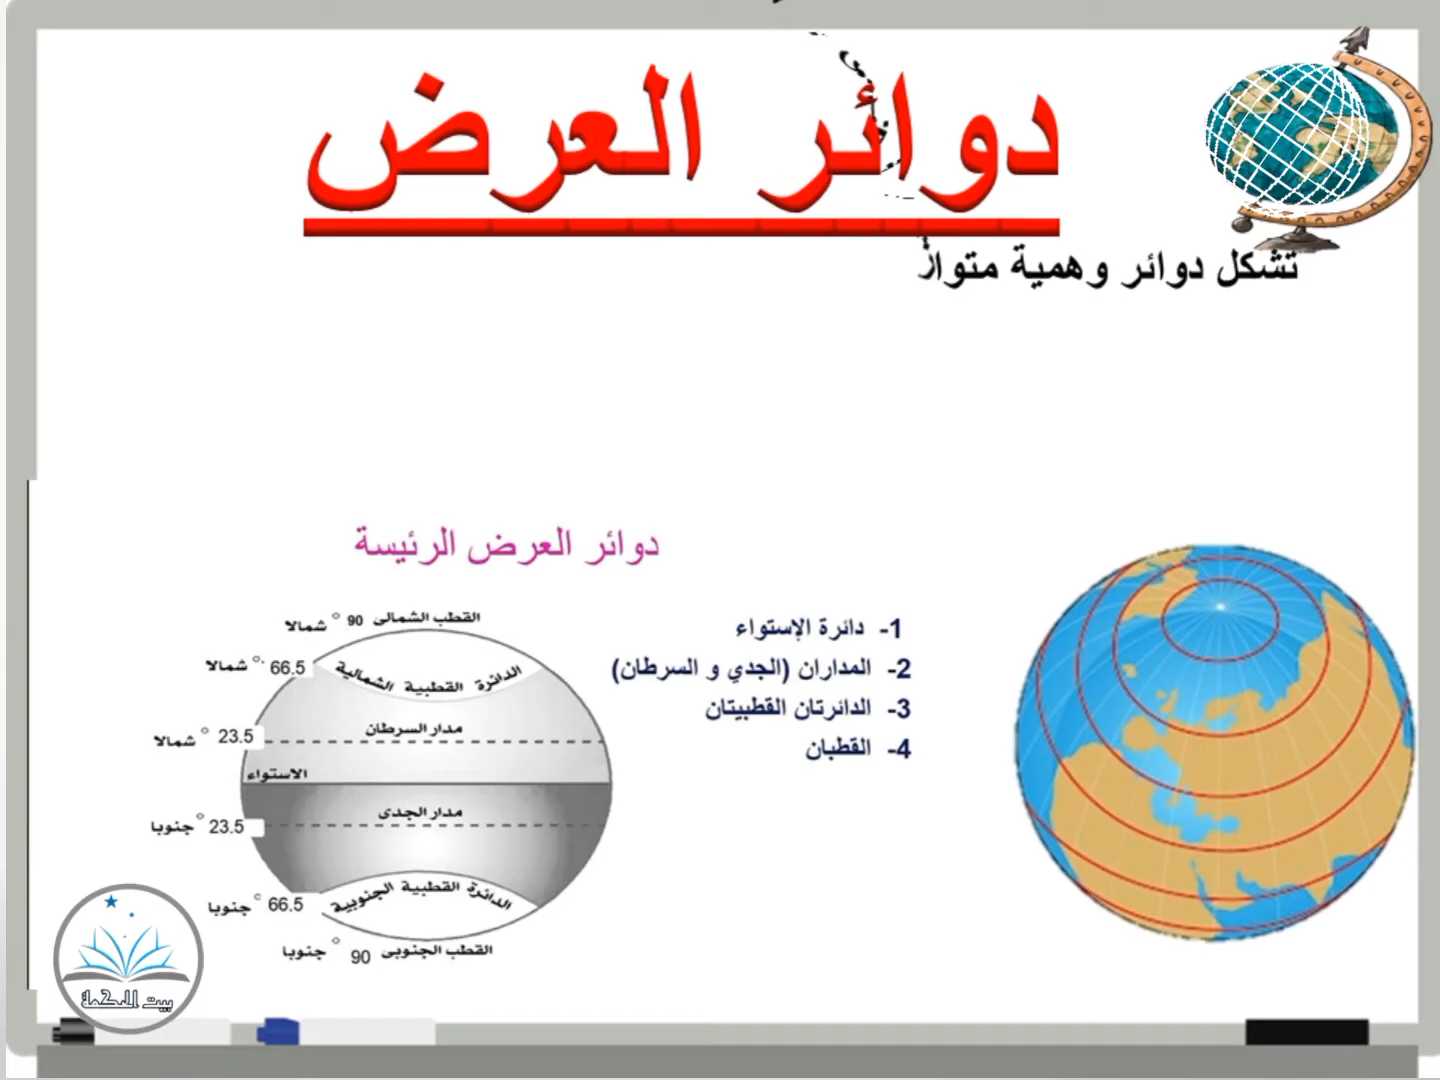 دوائر العرض
تشكل دوائر وهمية متواز
دوائر العرض الرئيسة
1- دائرة الإستواء
2- المداران (الجدي و السرطان)
3- الدائرتان القطبيتان
4- القطبان
القطب الشمالى 90 ° شمالا
66.5 ° شمالا
الدائرة القطبية الشمالية
23.5 ° شمالا
مدار السرطان
الاستواء
مدار الجدى
23.5 ° جنوبا
الدائرة القطبية الجنوبية
66.5 ° جنوبا
القطب الجنوبى 90 ° جنوبا
بيت الحكمة